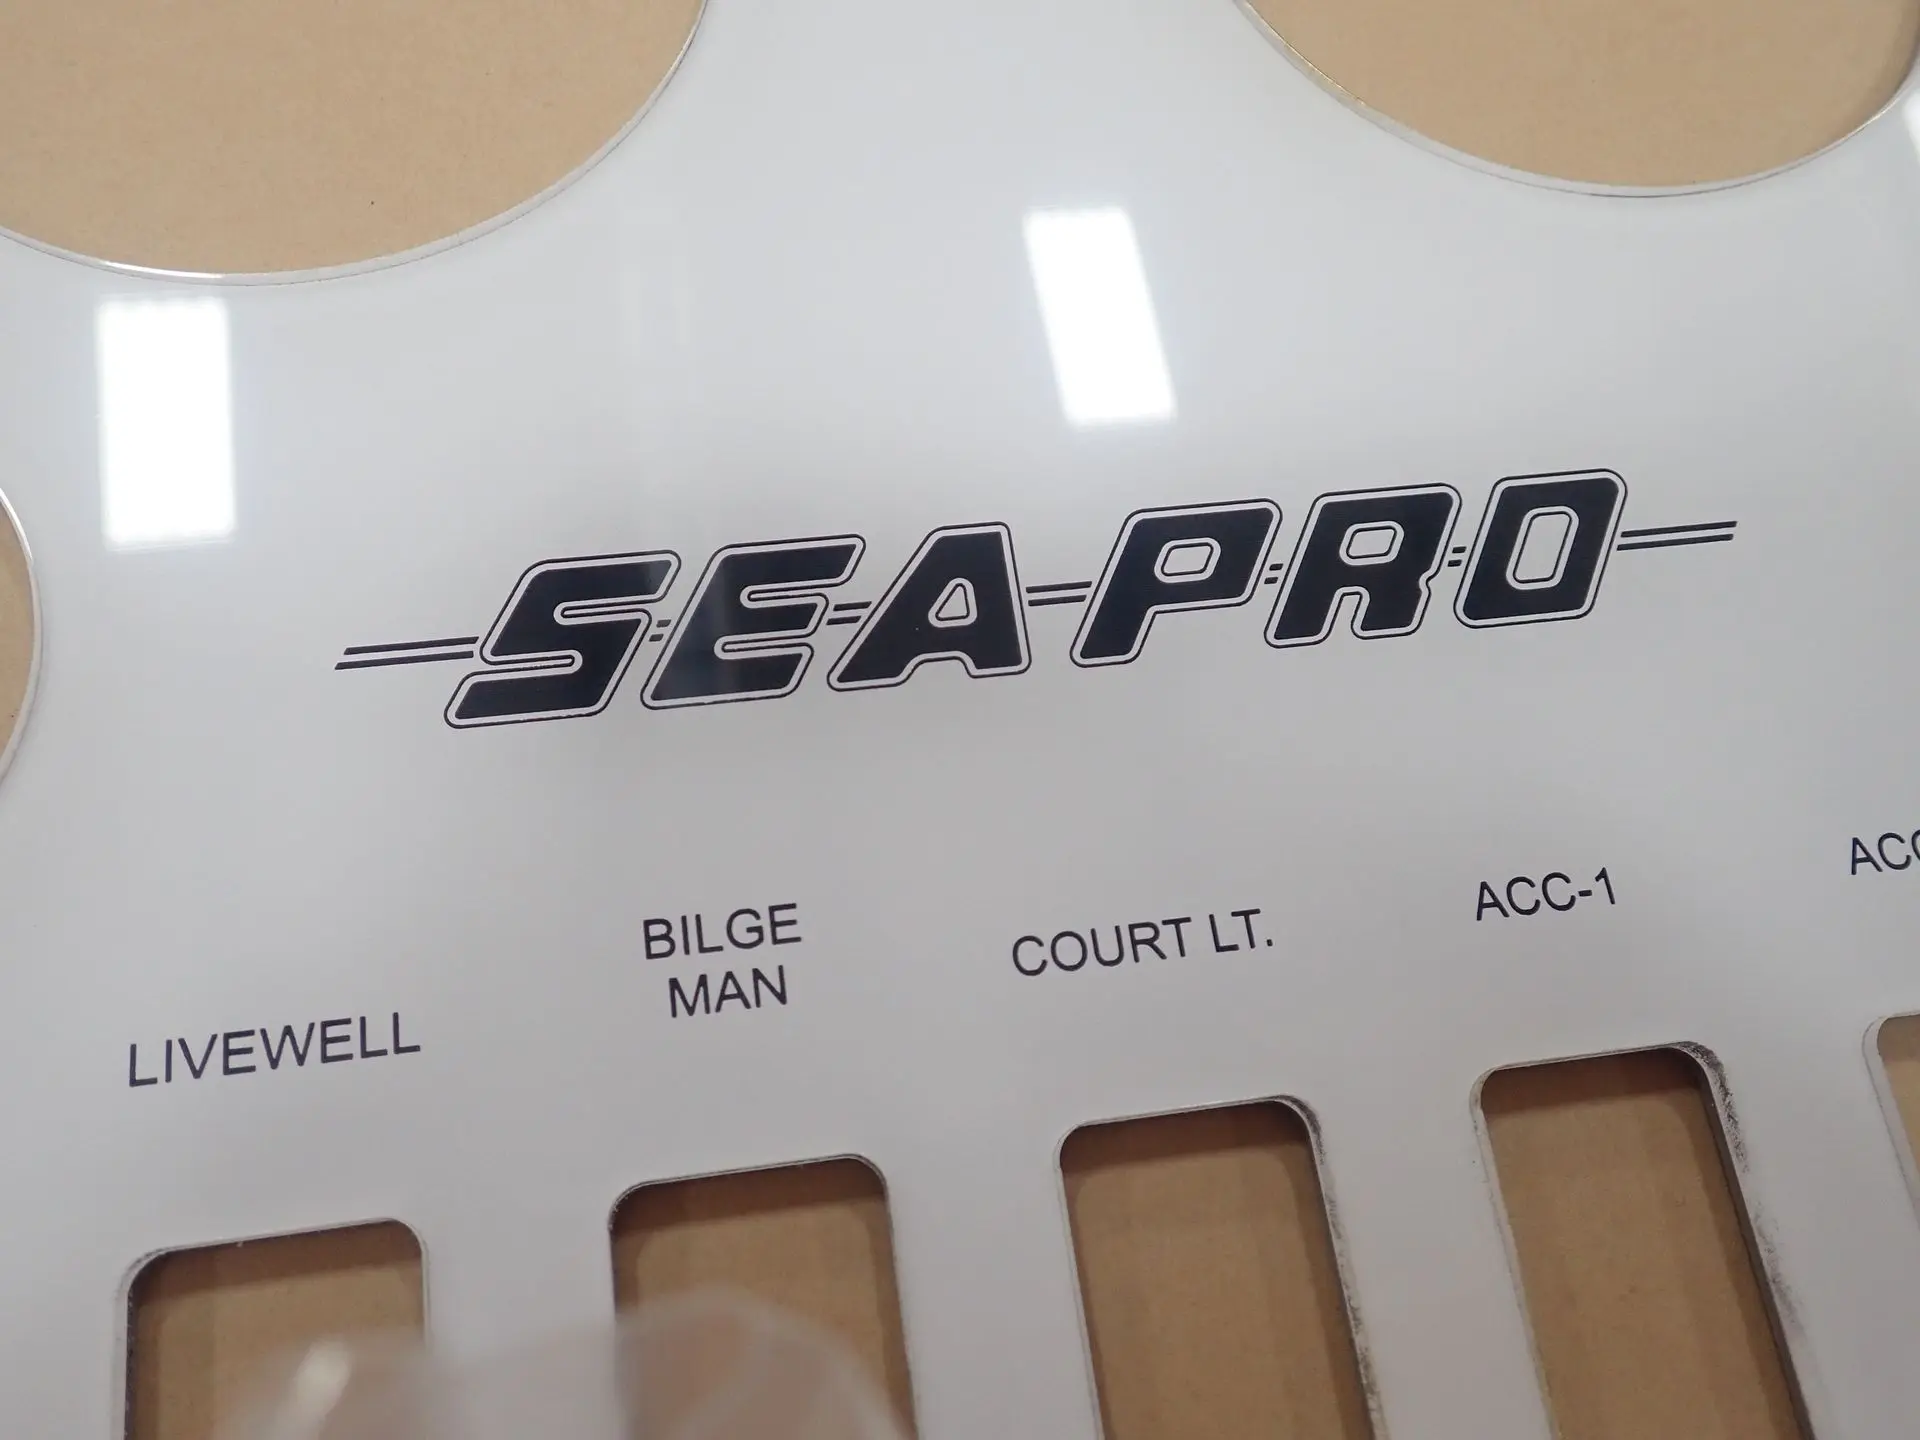 SEA PRO
LIVEWELL
BILGE
MAN
COURT LT.
ACC-1